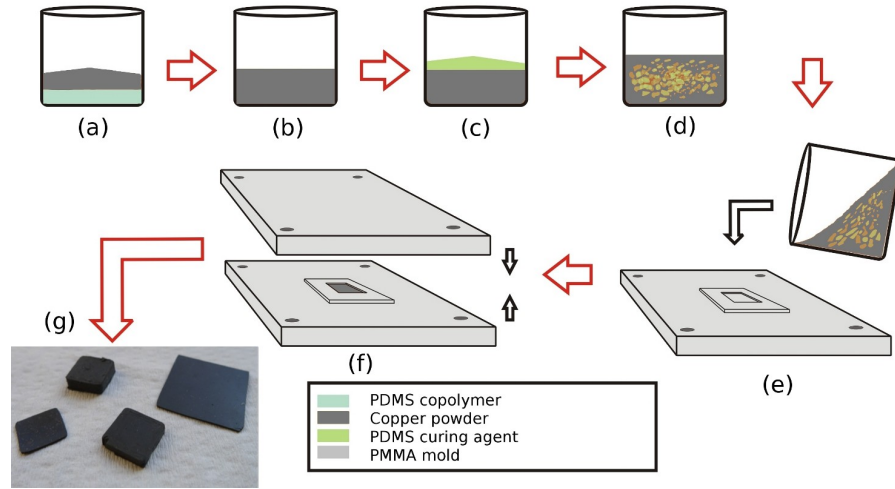 (a)
(b)
(c)
(d)
(e)
(f)
(g)
PDMS copolymer
Copper powder
PDMS curing agent
PMMA mold